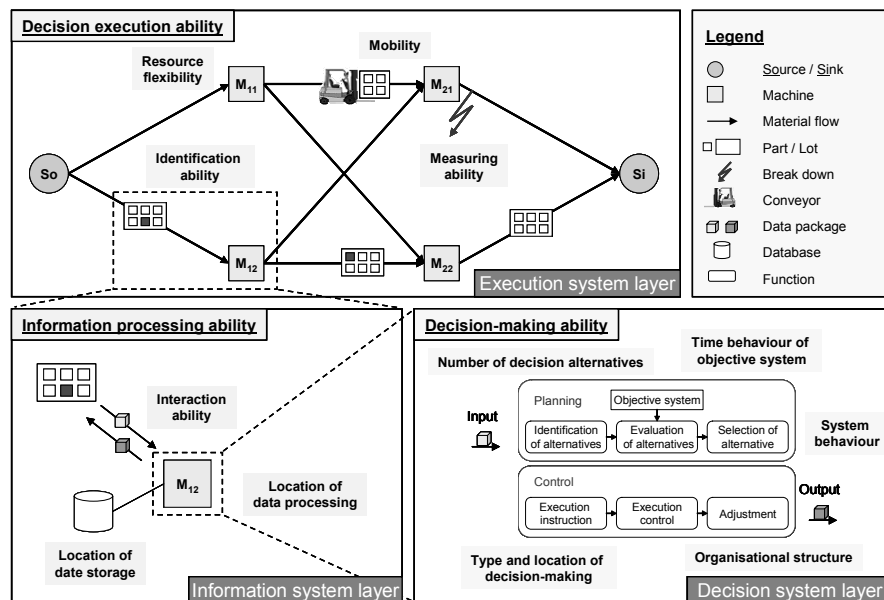 Decision execution ability
Resource
flexibility
Mobility
M11
M21
Identification
ability
Measuring
ability
So
Si
M12
M22
Execution system layer
Legend
Source / Sink
Machine
Material flow
Part / Lot
Break down
Conveyor
Data package
Database
Function
Information processing ability
Interaction
ability
M12
Location of
data processing
Location of
date storage
Information system layer
Decision-making ability
Number of decision alternatives
Time behaviour of
objective system
Planning
Objective system
Input
Identification
of alternatives
Evaluation
of alternatives
Selection of
alternative
System
behaviour
Control
Execution
instruction
Execution
control
Adjustment
Output
Type and location of
decision-making
Organisational structure
Decision system layer